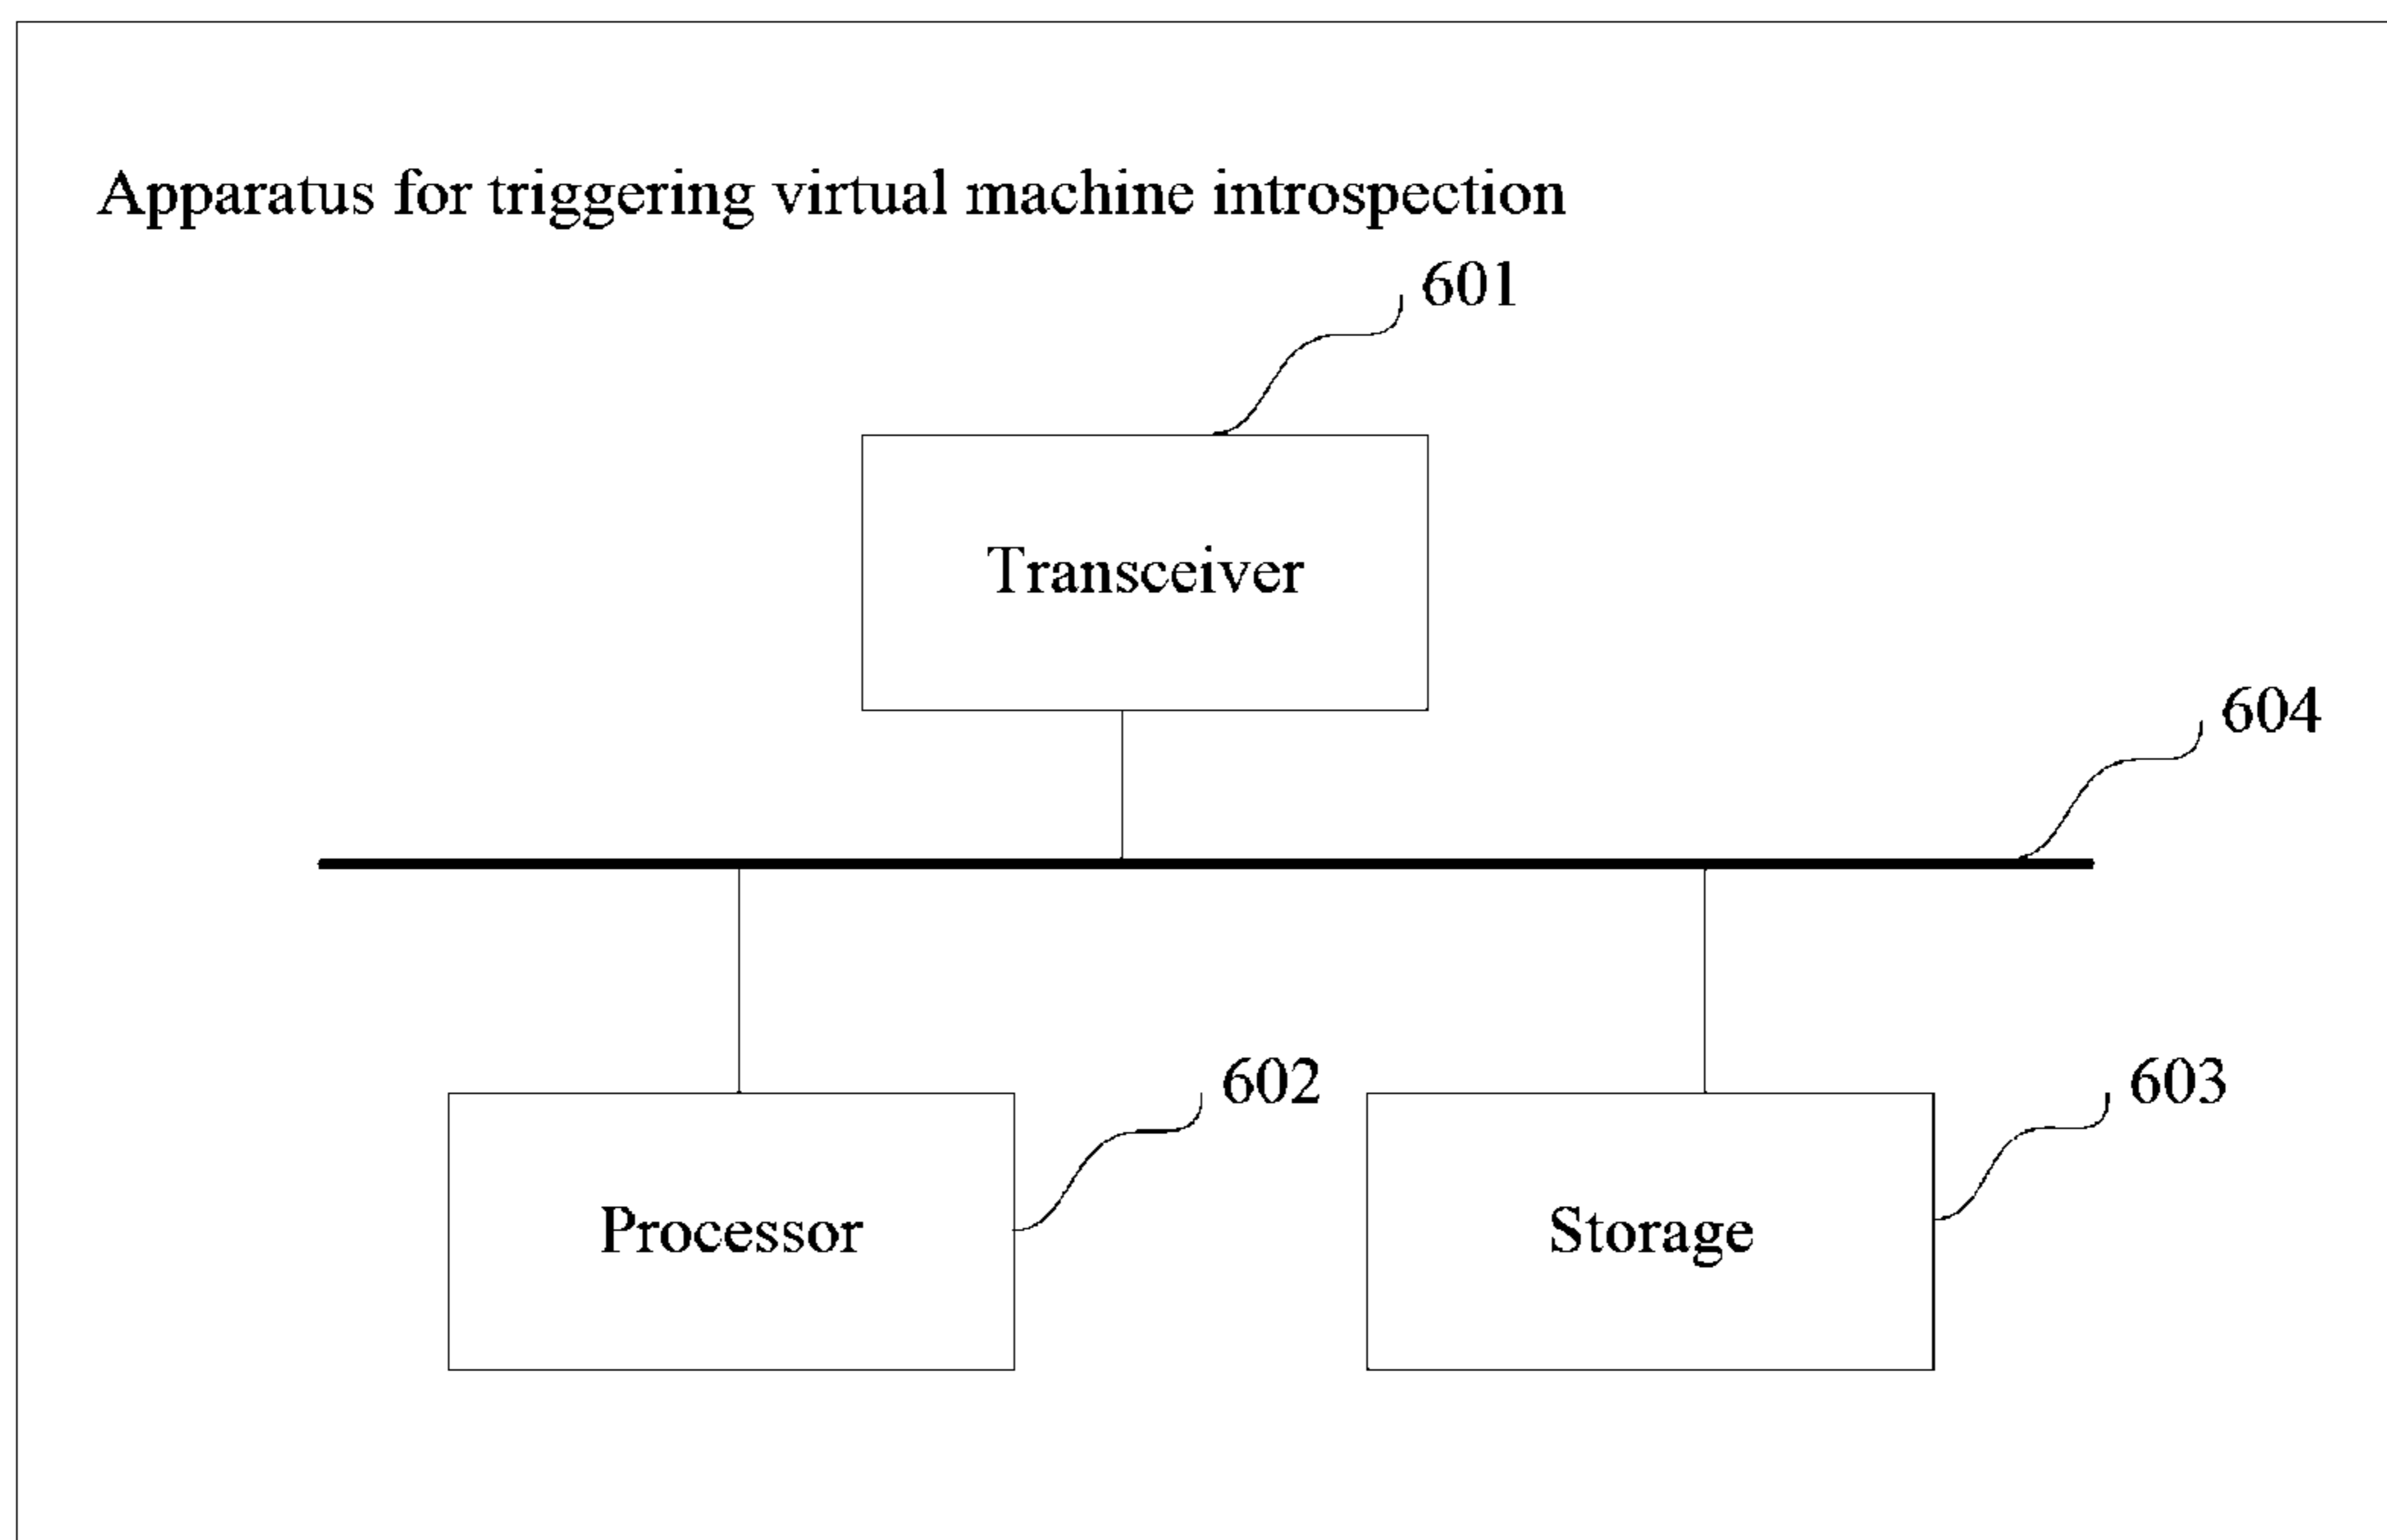 Apparatus for triggering virtual machine introspection
601
Transceiver
604
602
603
Processor
Storage